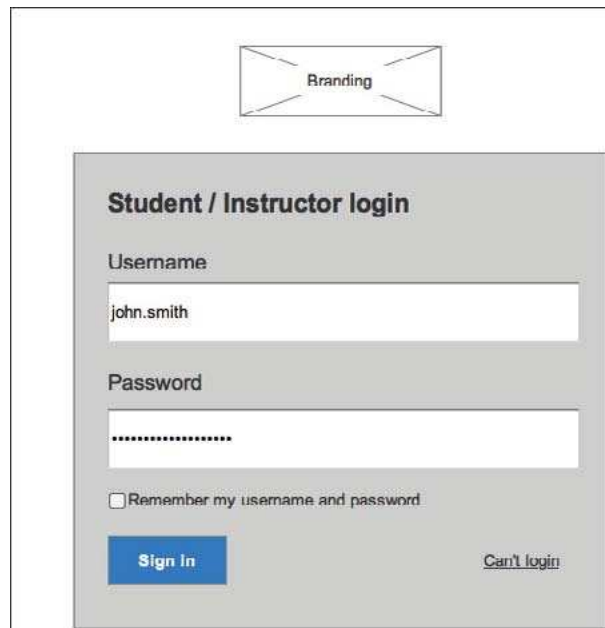 Branding
Student / Instructor login
Username
john.smith
Password
•••••••••••••••••••
Remember my username and password
Sign In
Can't login